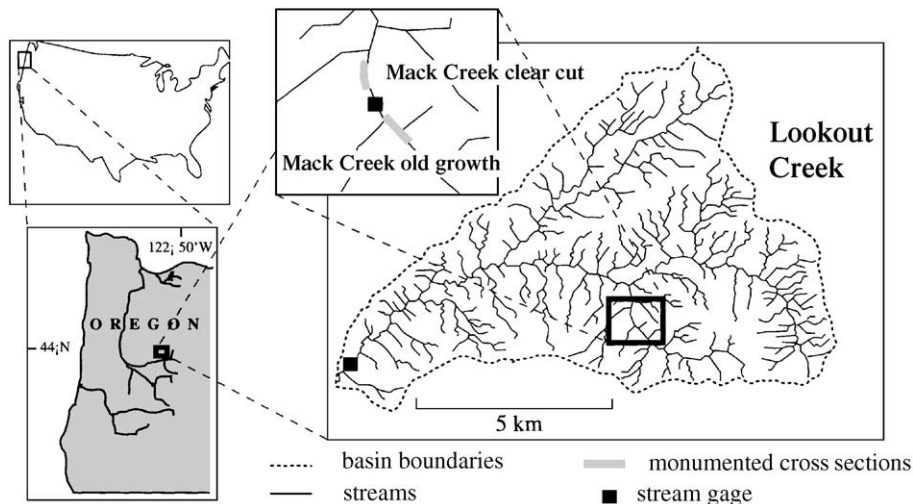 Mack Creek clear cut
Mack Creek old growth
Lookout
Creek
122¡ 50'W
OREGON
44¡N
5 km
basin boundaries
monumented cross sections
streams
stream gage